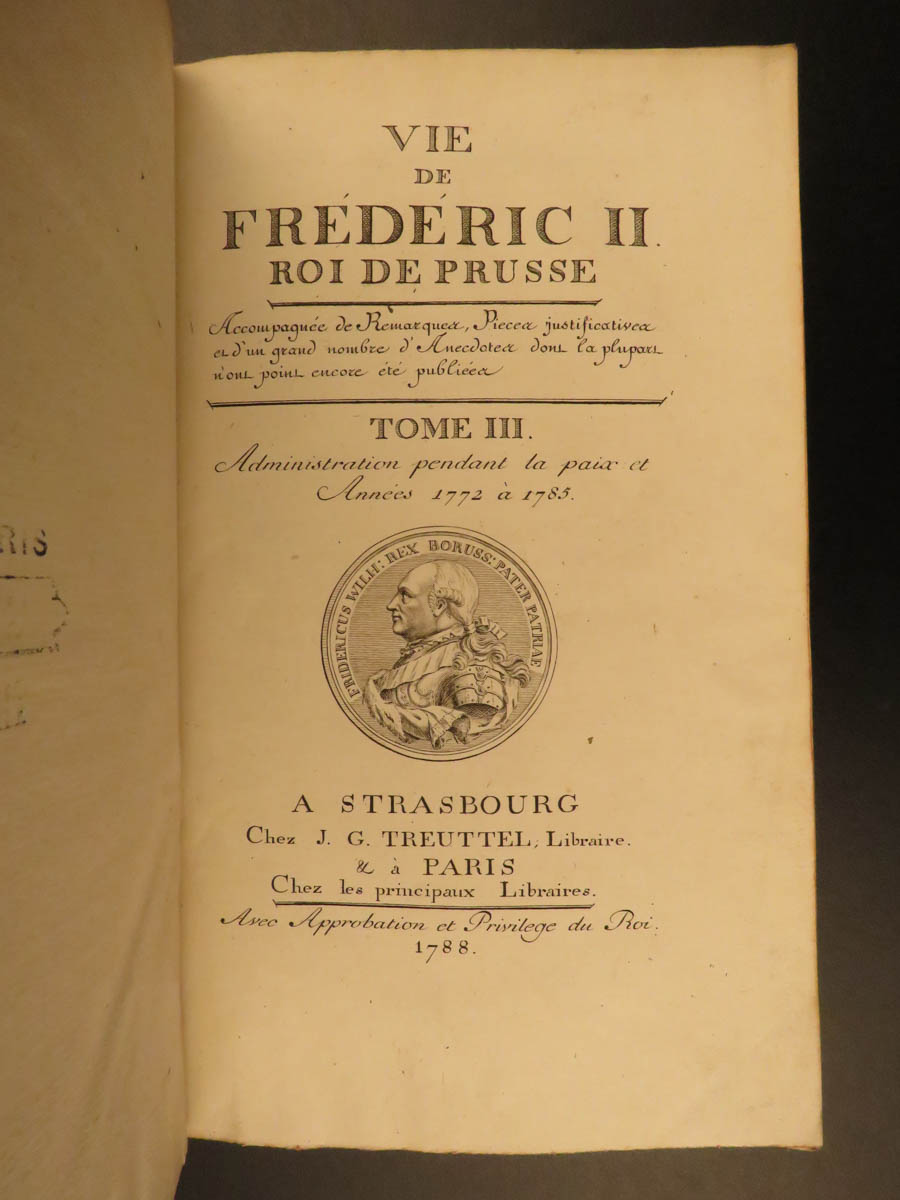 VIE
DE
FRÉDÉRIC II.
ROI DE PRUSSE
Accompagnée de Remarques, Pieces justificatives
et d'un grand nombre d'Anecdotes dont la plupart
n'ont point encore été publiées
TOME III.
Administration pendant la paix et
Années 1772 à 1785.
FRIDERICUS WILH: REX BORUSS: PATER PATRIAE
A STRASBOURG
Chez J. G. TREUTTEL, Libraire.
& à PARIS
Chez les principaux Libraires.
Avec Approbation et Privilege du Roi.
1788.
RIS